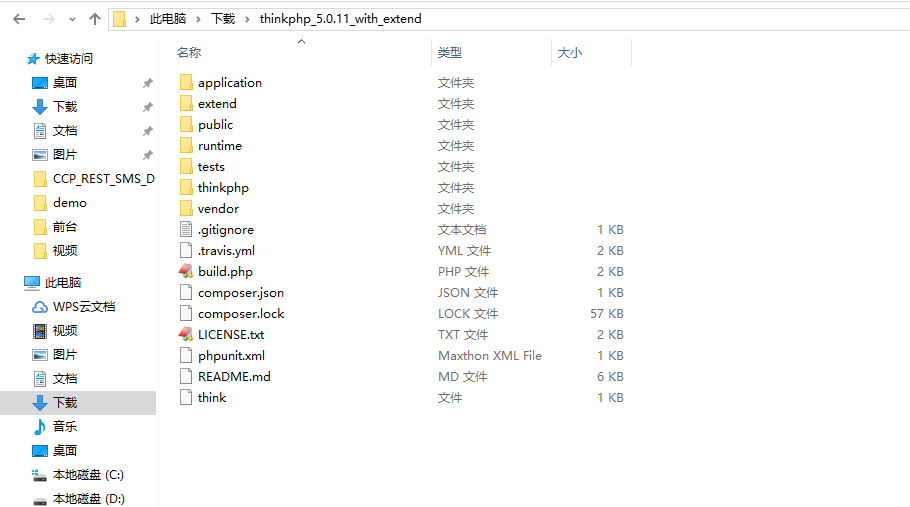 此电脑 › 下载 › thinkphp_5.0.11_with_extend
名称 类型 大小
快速访问
桌面
下载
文档
图片
CCP_REST_SMS_D
demo
前台
视频
此电脑
WPS云文档
视频
图片
文档
下载
音乐
桌面
本地磁盘 (C:)
本地磁盘 (D:)
application 文件夹
extend 文件夹
public 文件夹
runtime 文件夹
tests 文件夹
thinkphp 文件夹
vendor 文件夹
.gitignore 文本文档 1 KB
.travis.yml YML 文件 2 KB
build.php PHP 文件 2 KB
composer.json JSON 文件 1 KB
composer.lock LOCK 文件 57 KB
LICENSE.txt TXT 文件 2 KB
phpunit.xml Maxthon XML File 1 KB
README.md MD 文件 6 KB
think 文件 1 KB